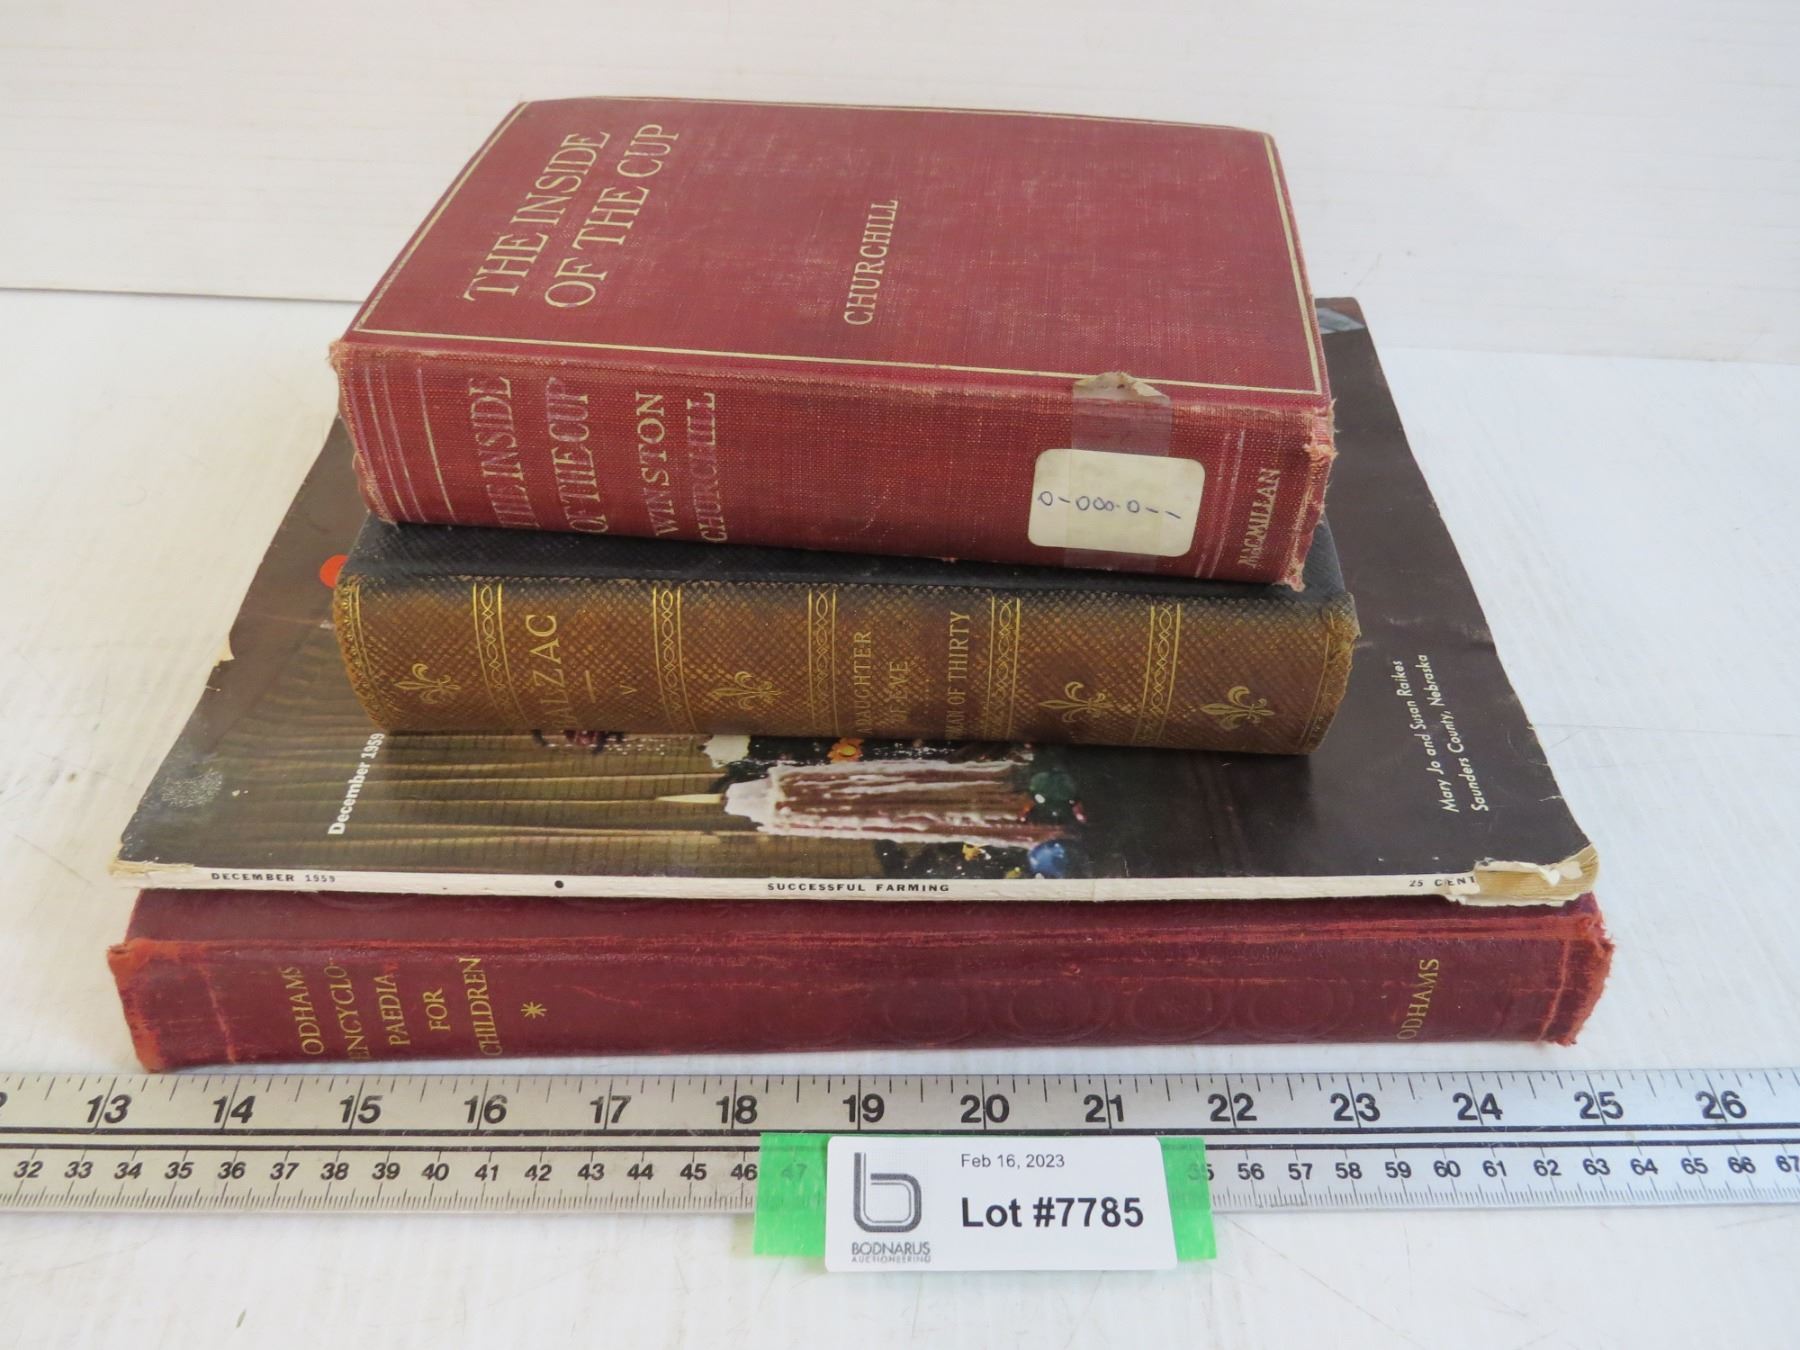 THE INSIDE
OF THE CUP
CHURCHILL
THE INSIDE
OF THE CUP
WINSTON
CHURCHILL
MACMILLAN
0-008-0--1
BALZAC
V
DAUGHTER
OF EVE
WOMAN OF THIRTY
December 1959
Mary Jo and Susan Raikes
Saunders County, Nebraska
DECEMBER 1959
SUCCESSFUL FARMING
25 CENT
ODHAMS
ENCYCLO-
PAEDIA
FOR
CHILDREN
*
ODHAMS
2 13 14 15 16 17 18 19 20 21 22 23 24 25 26
32 33 34 35 36 37 38 39 40 41 42 43 44 45 46 47 55 56 57 58 59 60 61 62 63 64 65 66 67
Feb 16, 2023
Lot #7785
b
BODNARUS
AUCTIONEERING